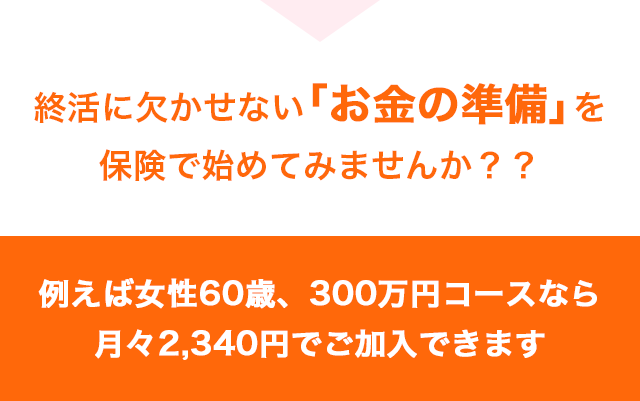 終活に欠かせない「お金の準備」を
保険で始めてみませんか？？
例えば女性60歳、300万円コースなら
月々2,340円でご加入できます